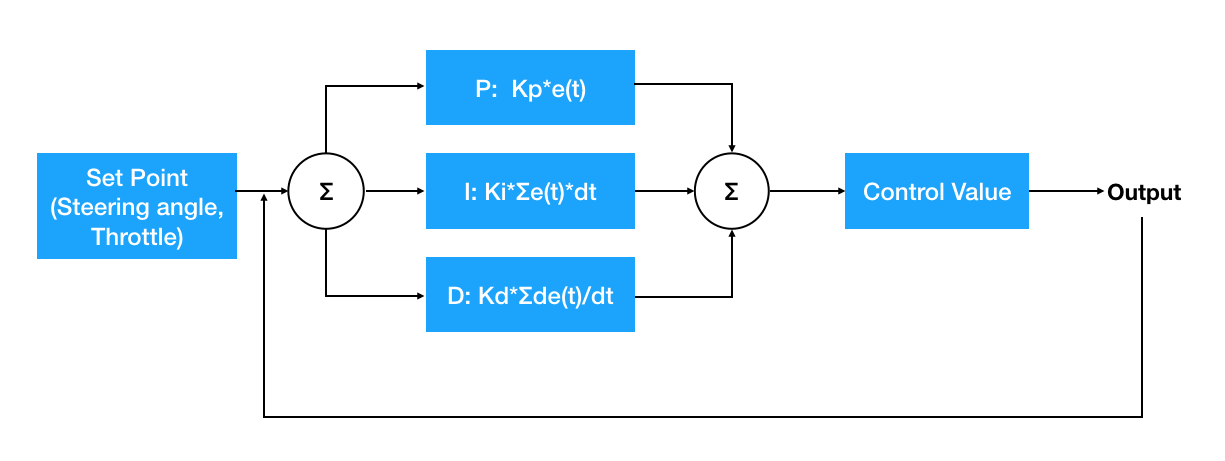 P:  Kp*e(t)
Set Point
(Steering angle,
Throttle)
Σ
I: Ki*Σe(t)*dt
Σ
Control Value
Output
D: Kd*Σde(t)/dt